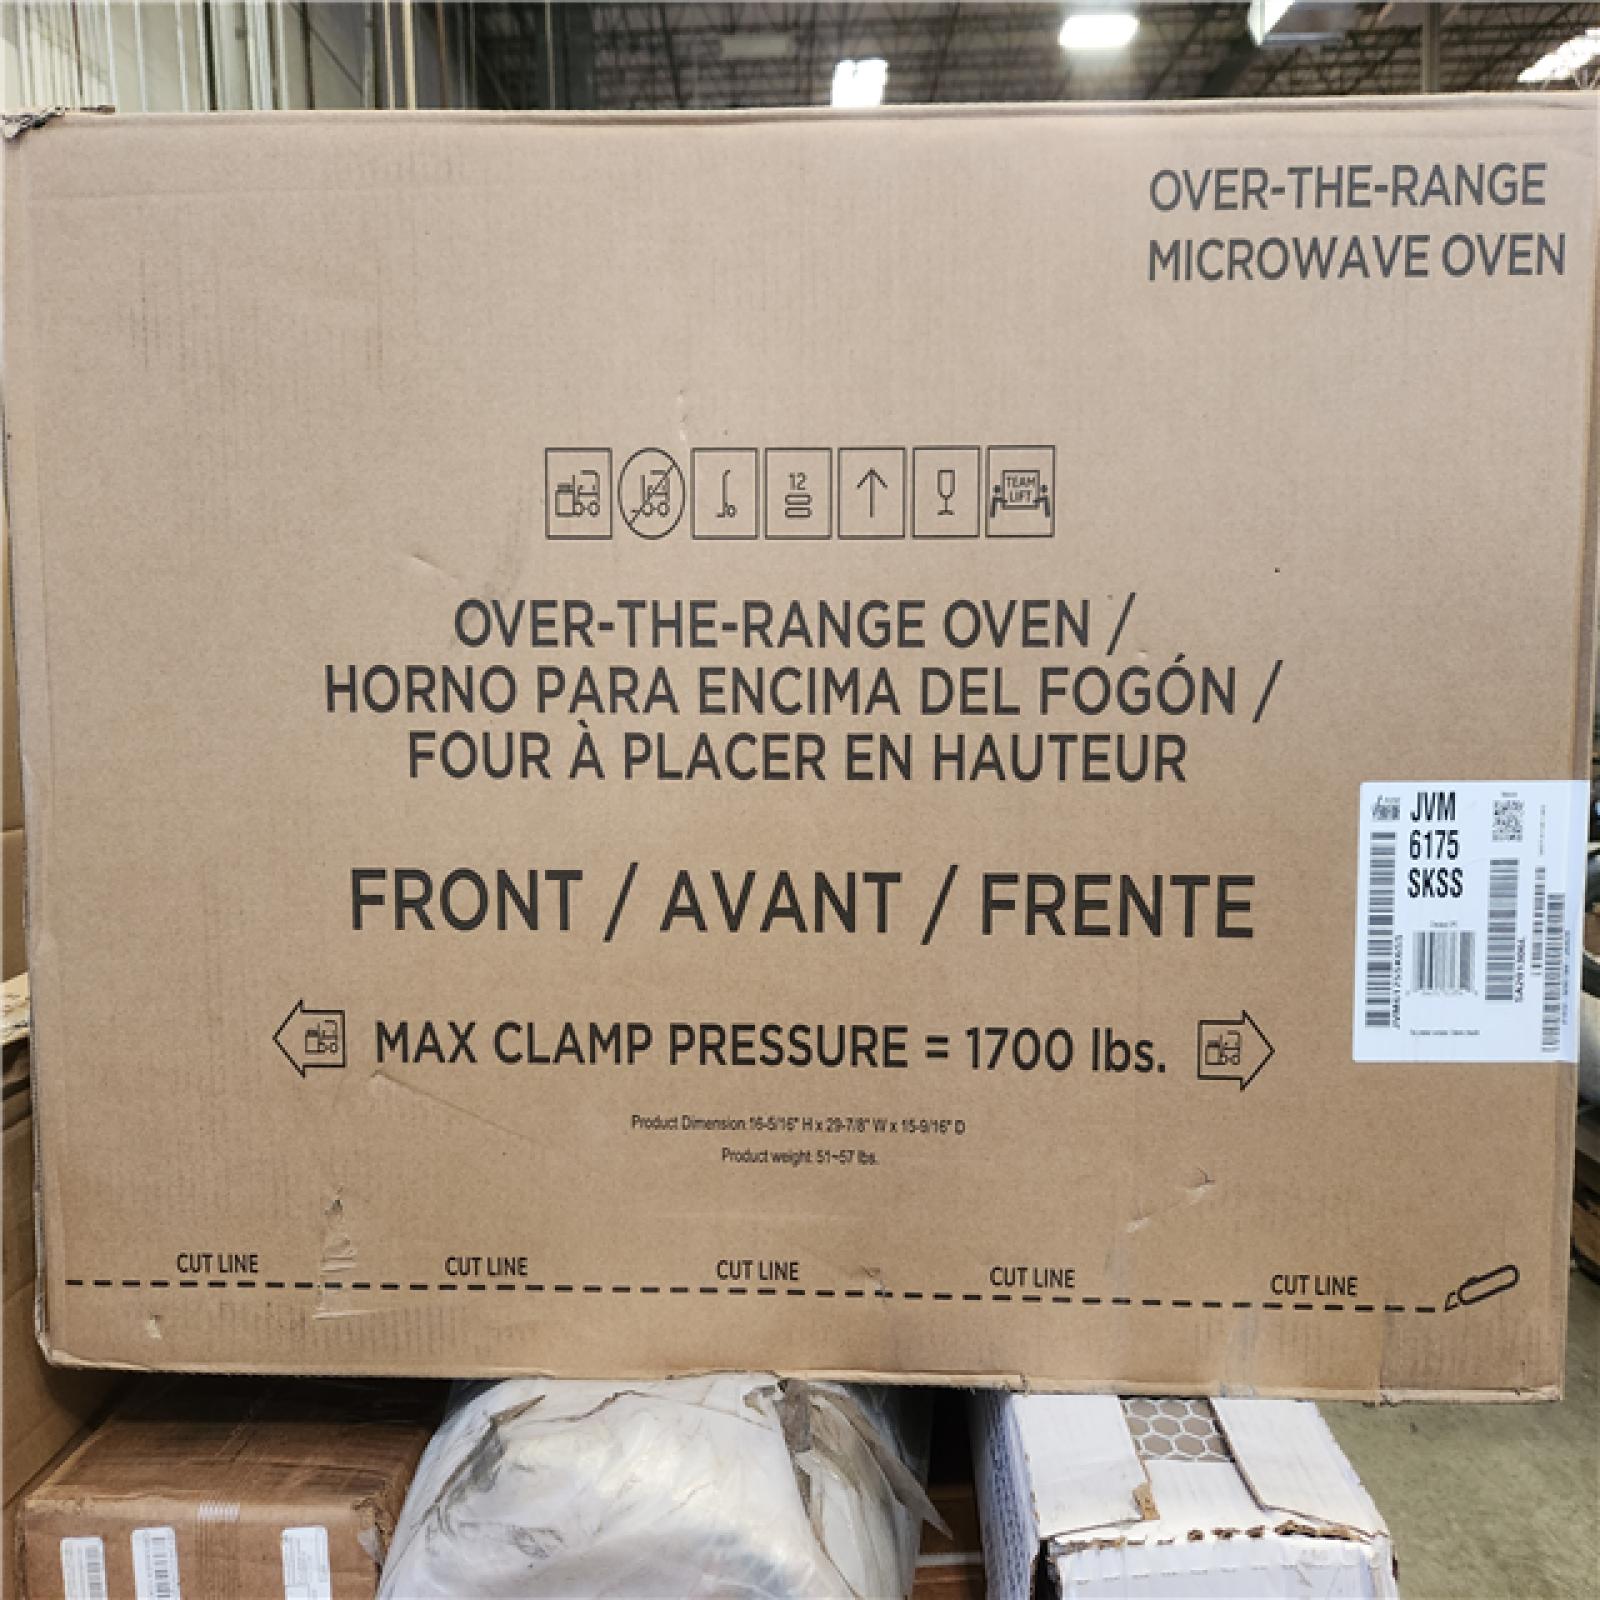 OVER-THE-RANGE
MICROWAVE OVEN
12
TEAM
LIFT
OVER-THE-RANGE OVEN /
HORNO PARA ENCIMA DEL FOGÓN /
FOUR À PLACER EN HAUTEUR
JVM
6175
SKSS
FRONT / AVANT / FRENTE
MAX CLAMP PRESSURE = 1700 lbs.
Product Dimension: 16-5/16" H x 29-7/8" W x 15-9/16" D
Product weight: 51~57 lbs.
CUT LINE CUT LINE CUT LINE CUT LINE CUT LINE